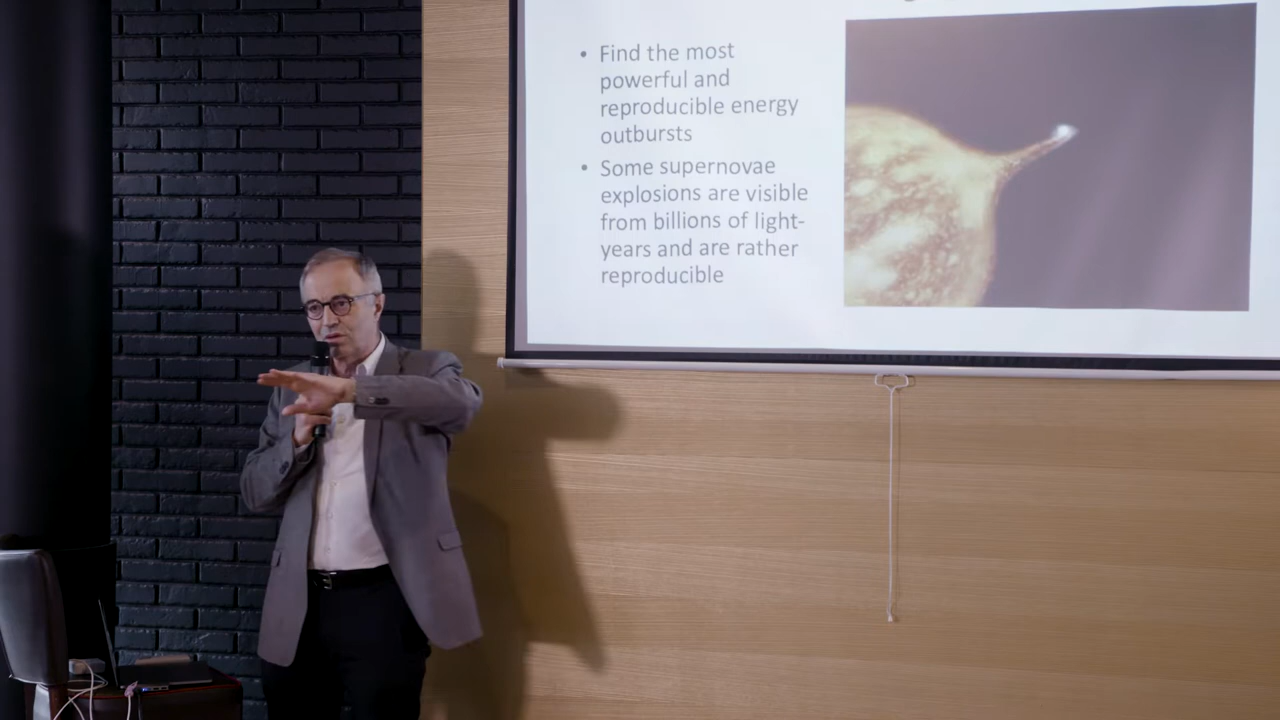 • Find the most
powerful and
reproducible energy
outbursts
• Some supernovae
explosions are visible
from billions of light-
years and are rather
reproducible